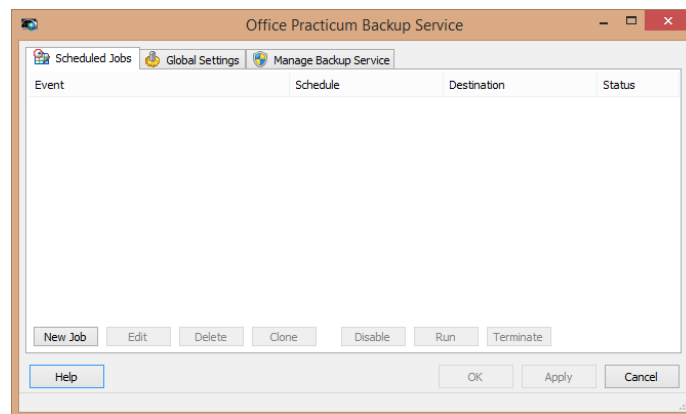 Office Practicum Backup Service
Scheduled Jobs Global Settings Manage Backup Service
Event Schedule Destination Status
New Job Edit Delete Clone Disable Run Terminate
Help OK Apply Cancel